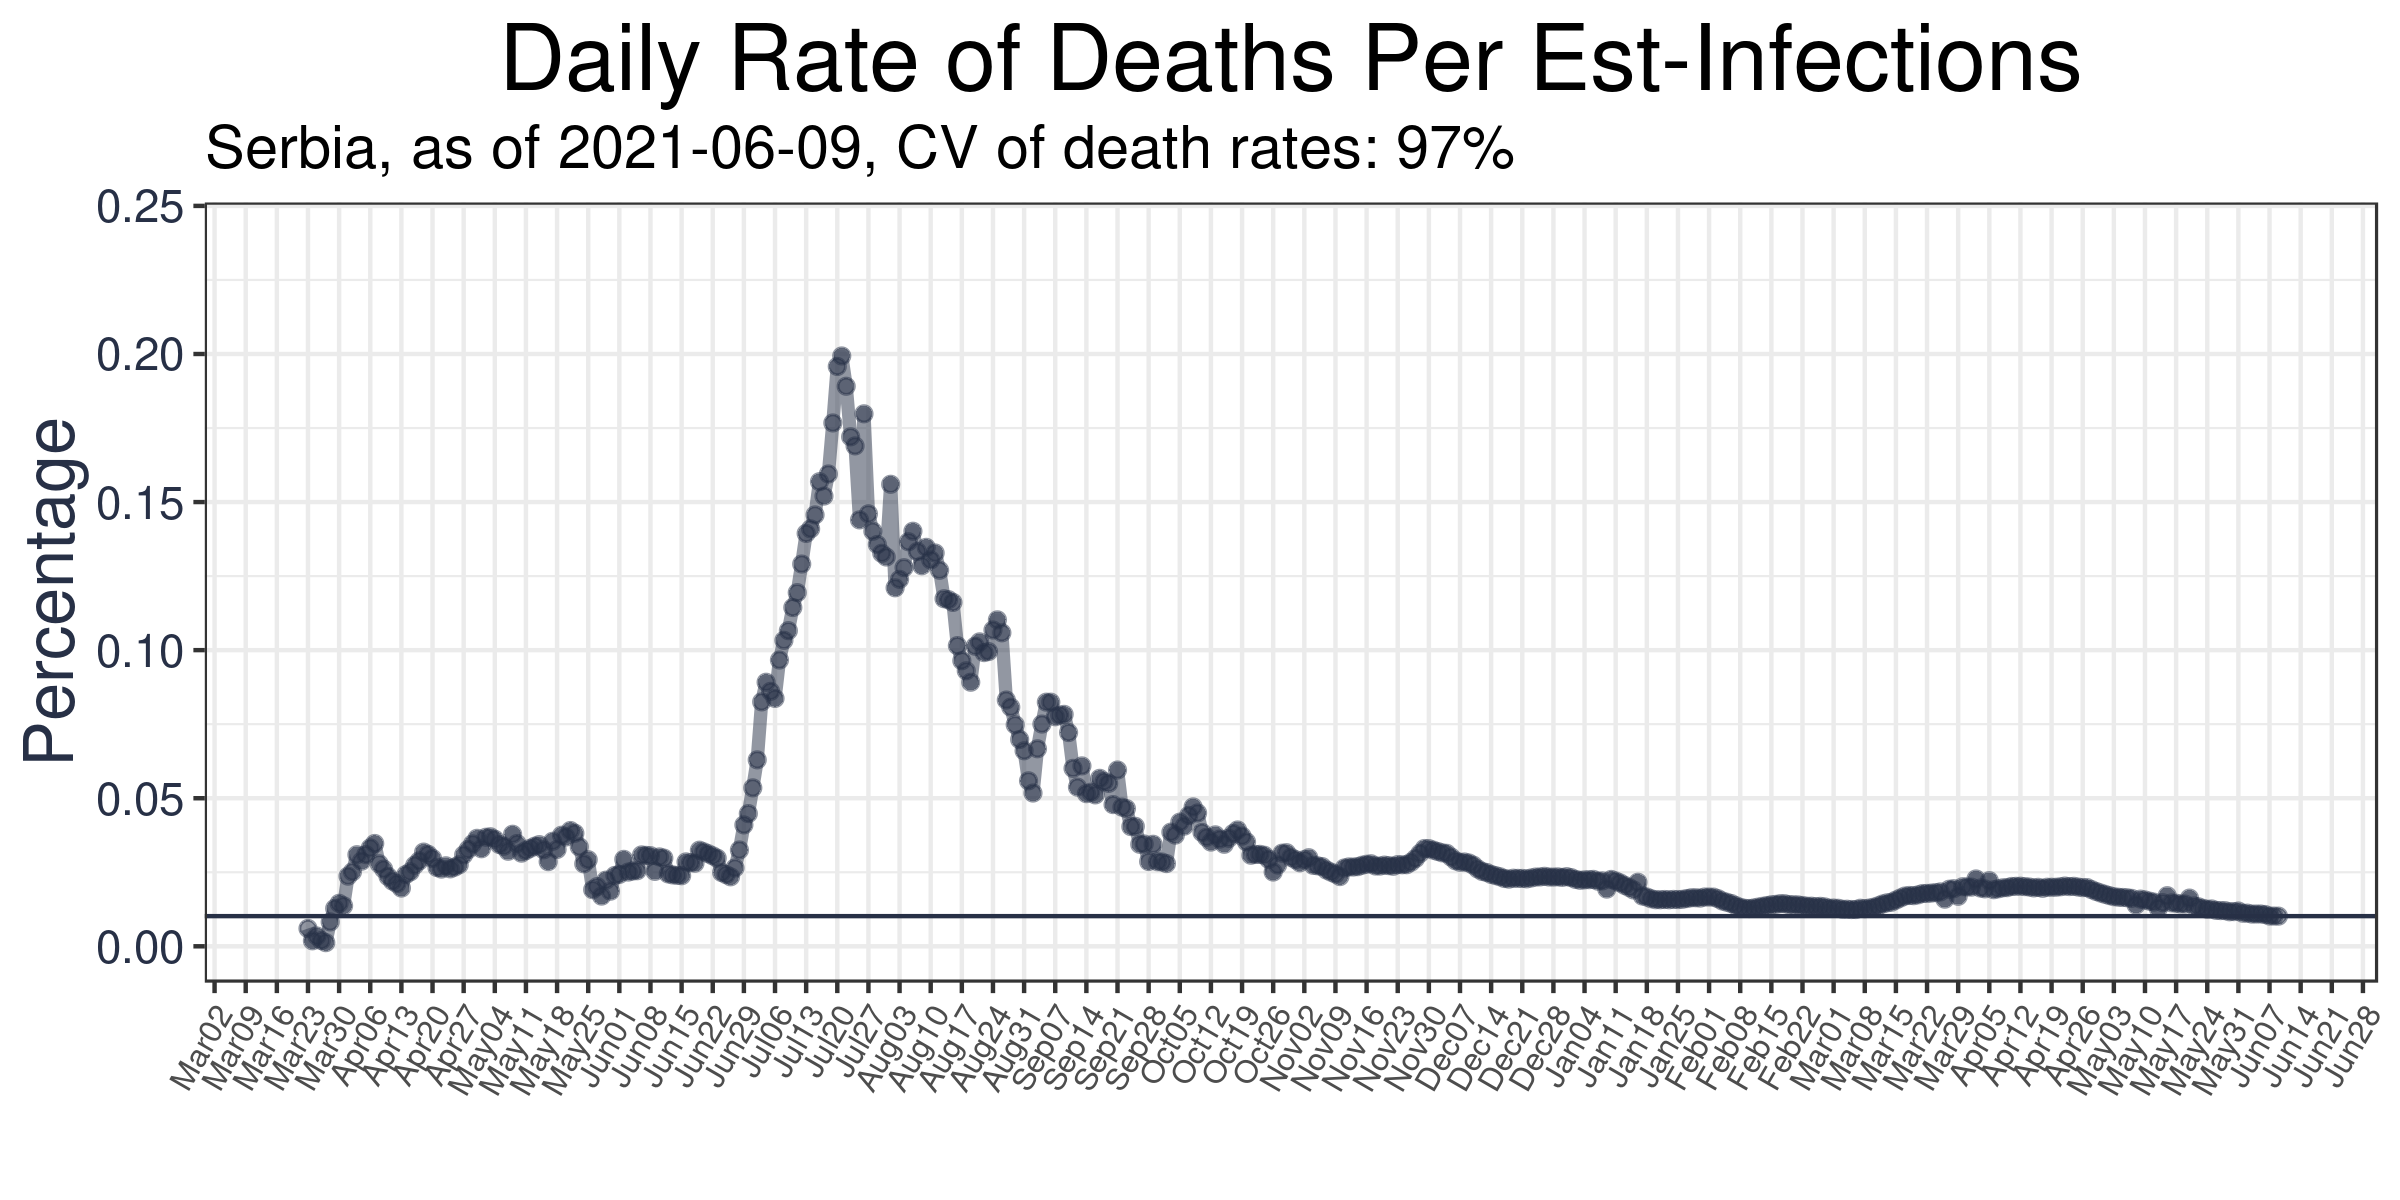 Daily Rate of Deaths Per Est-Infections
Serbia, as of 2021-06-09, CV of death rates: 97%
Percentage
0.25
0.20
0.15
0.10
0.05
0.00
Mar02
Mar09
Mar16
Mar23
Mar30
Apr06
Apr13
Apr20
Apr27
May04
May11
May18
May25
Jun01
Jun08
Jun15
Jun22
Jun29
Jul06
Jul13
Jul20
Jul27
Aug03
Aug10
Aug17
Aug24
Aug31
Sep07
Sep14
Sep21
Sep28
Oct05
Oct12
Oct19
Oct26
Nov02
Nov09
Nov16
Nov23
Nov30
Dec07
Dec14
Dec21
Dec28
Jan04
Jan11
Jan18
Jan25
Feb01
Feb08
Feb15
Feb22
Mar01
Mar08
Mar15
Mar22
Mar29
Apr05
Apr12
Apr19
Apr26
May03
May10
May17
May24
May31
Jun07
Jun14
Jun21
Jun28